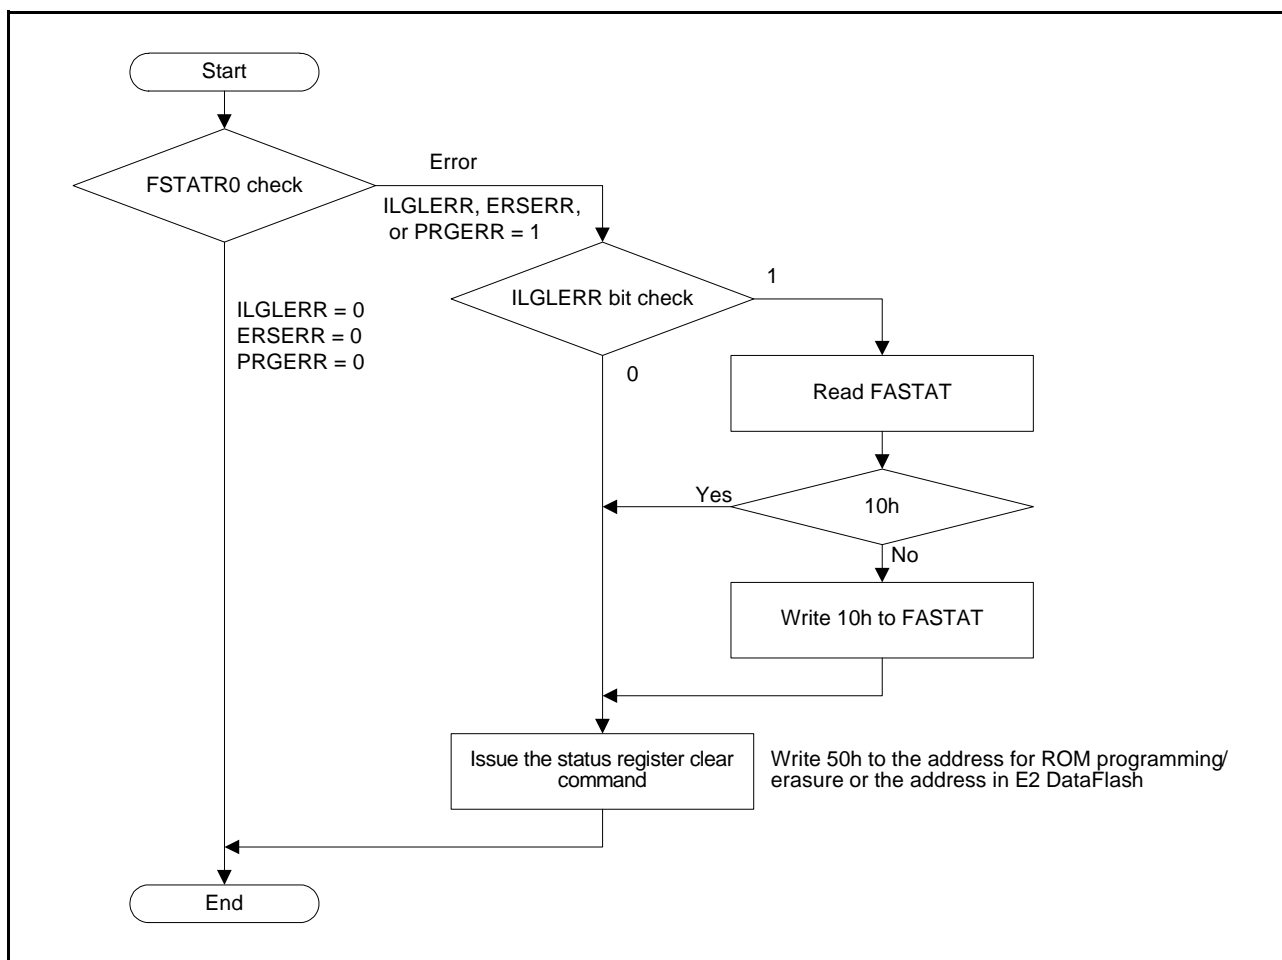 Start
FSTATR0 check
Error
ILGLERR, ERSERR,
or PRGERR = 1
ILGLERR bit check
1
ILGLERR = 0
ERSERR = 0
PRGERR = 0
0
Read FASTAT
Yes
10h
No
Write 10h to FASTAT
Issue the status register clear
command
Write 50h to the address for ROM programming/
erasure or the address in E2 DataFlash
End